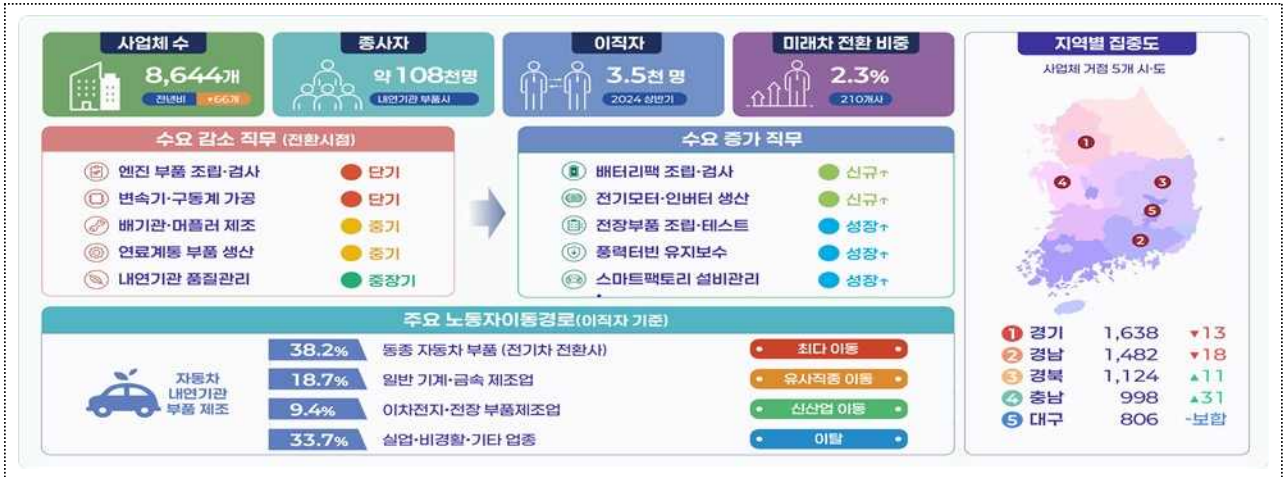 사업체 수
8,644개
전년비 ▾66개
종사자
약 108천명
내연기관 부품사
이직자
3.5천 명
2024 상반기
미래차 전환 비중
2.3%
210개사
수요 감소 직무 (전환시점)
엔진 부품 조립·검사 단기
변속기·구동계 가공 단기
배기관·머플러 제조 중기
연료계통 부품 생산 중기
내연기관 품질관리 중장기
수요 증가 직무
배터리팩 조립·검사 신규↑
전기모터·인버터 생산 신규↑
전장부품 조립·테스트 성장↑
풍력터빈 유지보수 성장↑
스마트팩토리 설비관리 성장↑
주요 노동자이동경로(이직자 기준)
자동차
내연기관
부품 제조
38.2% 동종 자동차 부품 (전기차 전환사) 최다 이동
18.7% 일반 기계·금속 제조업 유사직종 이동
9.4% 이차전지·전장 부품제조업 신산업 이동
33.7% 실업·비경활·기타 업종 이탈
지역별 집중도
사업체 거점 5개 시·도
1
4
3
5
2
1 경기 1,638 ▾13
2 경남 1,482 ▾18
3 경북 1,124 ▴11
4 충남 998 ▴31
5 대구 806 -보합